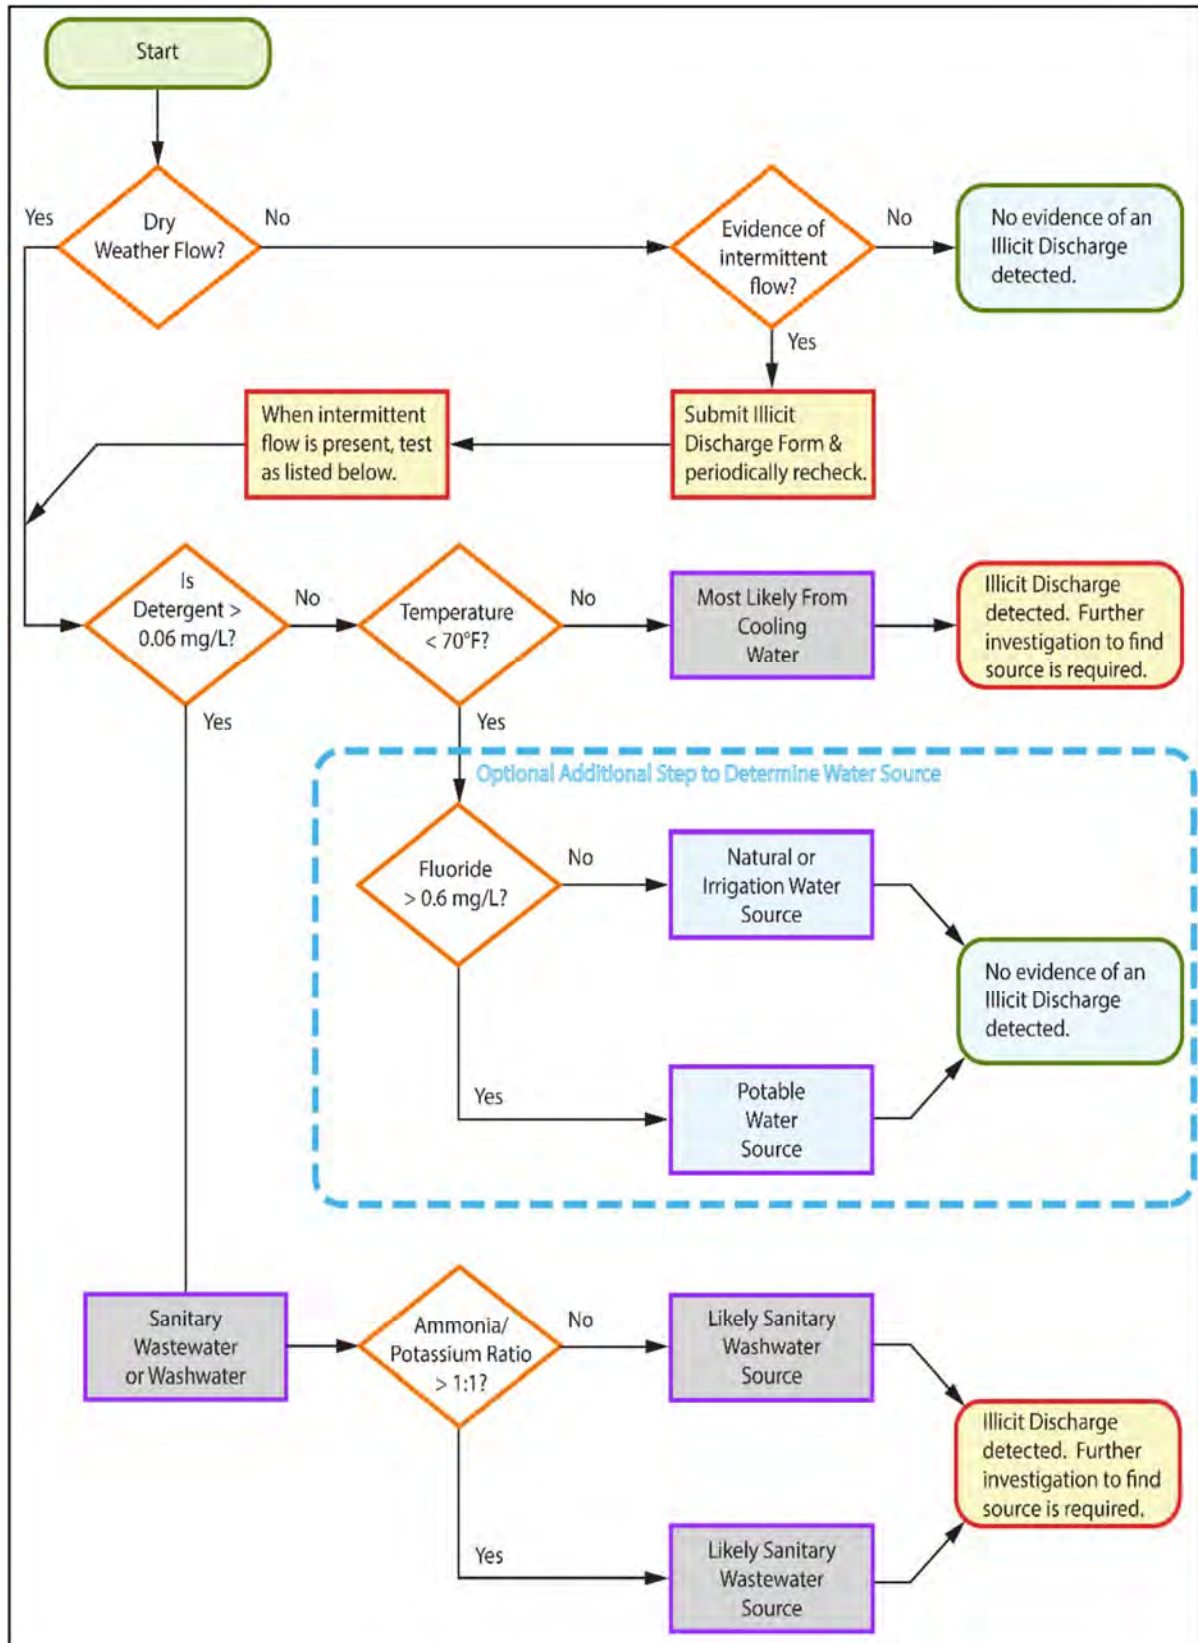 Start
Yes
Dry
Weather Flow?
No
Evidence of
intermittent
flow?
No
No evidence of an
Illicit Discharge
detected.
Yes
When intermittent
flow is present, test
as listed below.
Submit Illicit
Discharge Form &
periodically recheck.
Is
Detergent >
0.06 mg/L?
No
Temperature
< 70°F?
No
Most Likely From
Cooling
Water
Illicit Discharge
detected. Further
investigation to find
source is required.
Yes
Yes
Optional Additional Step to Determine Water Source
Fluoride
> 0.6 mg/L?
No
Natural or
Irrigation Water
Source
No evidence of an
Illicit Discharge
detected.
Yes
Potable
Water
Source
Sanitary
Wastewater
or Washwater
Ammonia/
Potassium Ratio
> 1:1?
No
Likely Sanitary
Washwater
Source
Illicit Discharge
detected. Further
investigation to find
source is required.
Yes
Likely Sanitary
Wastewater
Source